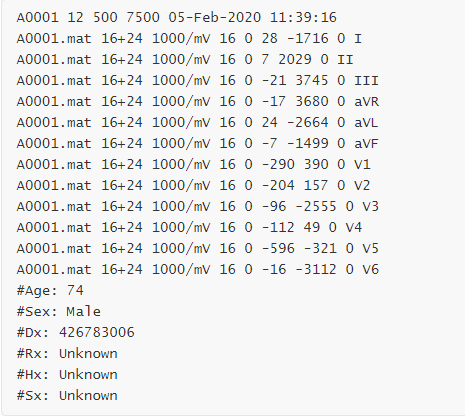 A0001 12 500 7500 05-Feb-2020 11:39:16
A0001.mat 16+24 1000/mV 16 0 28 -1716 0 I
A0001.mat 16+24 1000/mV 16 0 7 2029 0 II
A0001.mat 16+24 1000/mV 16 0 -21 3745 0 III
A0001.mat 16+24 1000/mV 16 0 -17 3680 0 aVR
A0001.mat 16+24 1000/mV 16 0 24 -2664 0 aVL
A0001.mat 16+24 1000/mV 16 0 -7 -1499 0 aVF
A0001.mat 16+24 1000/mV 16 0 -290 390 0 V1
A0001.mat 16+24 1000/mV 16 0 -204 157 0 V2
A0001.mat 16+24 1000/mV 16 0 -96 -2555 0 V3
A0001.mat 16+24 1000/mV 16 0 -112 49 0 V4
A0001.mat 16+24 1000/mV 16 0 -596 -321 0 V5
A0001.mat 16+24 1000/mV 16 0 -16 -3112 0 V6
#Age: 74
#Sex: Male
#Dx: 426783006
#Rx: Unknown
#Hx: Unknown
#Sx: Unknown